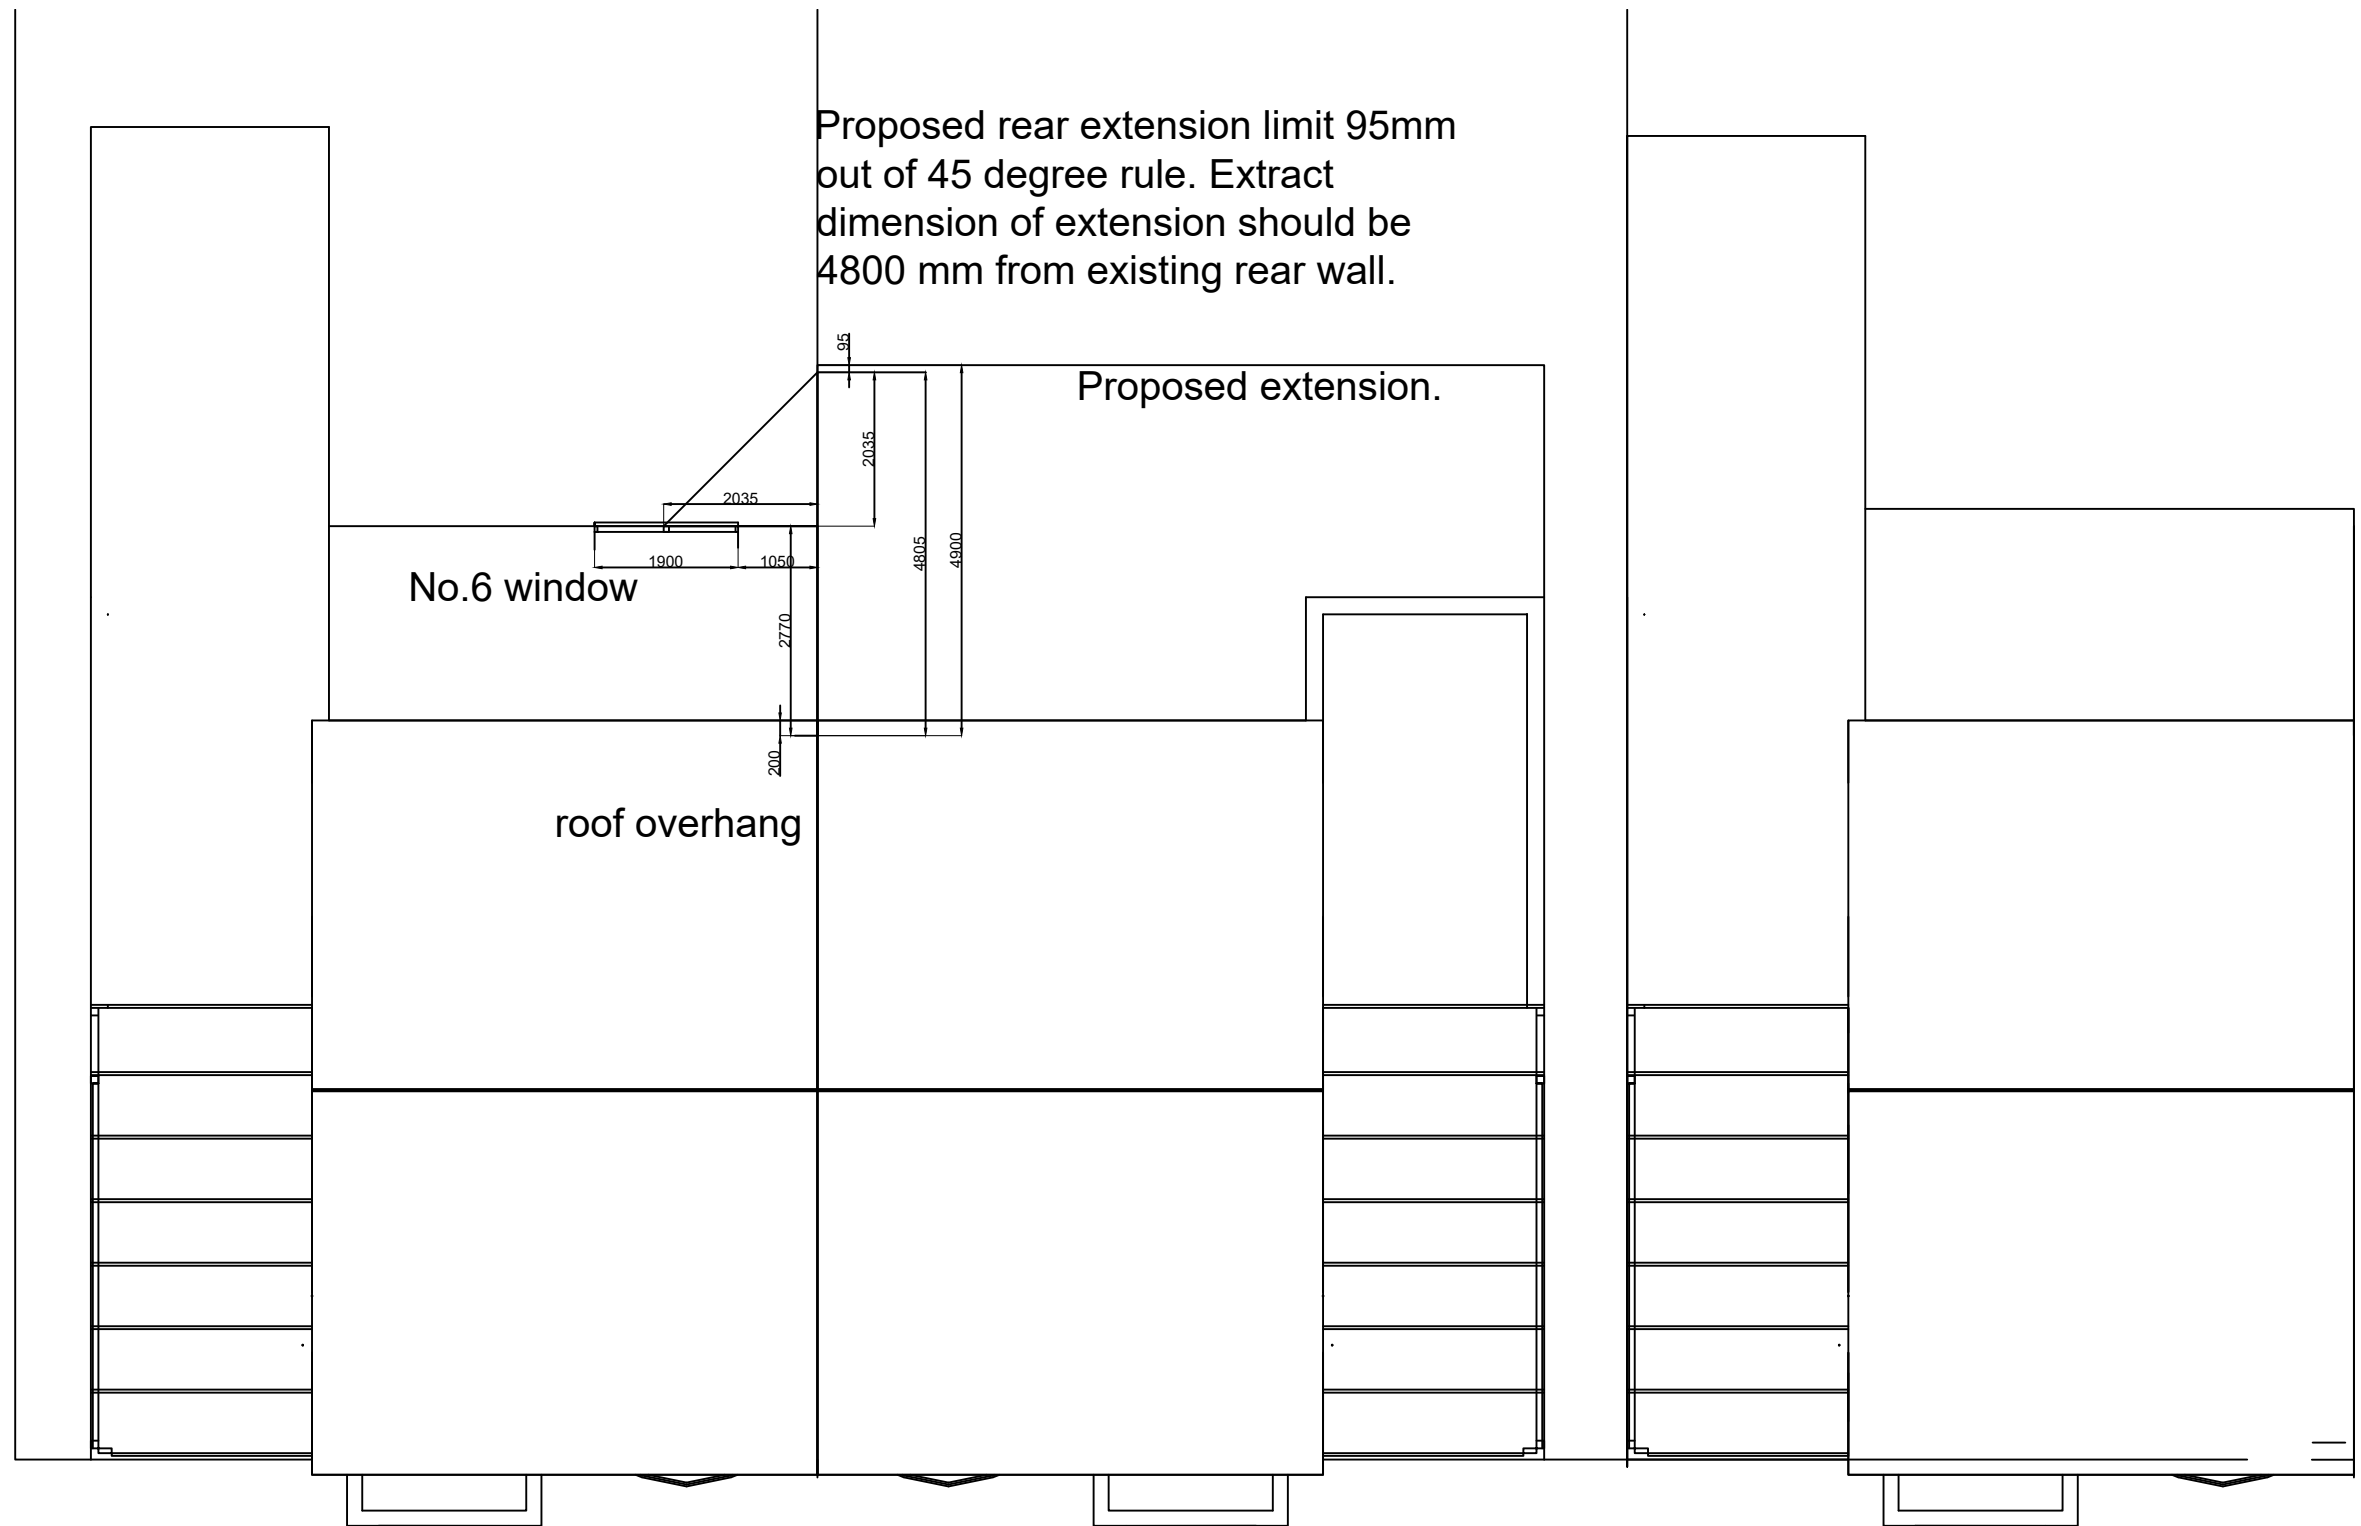 Proposed rear extension limit 95mm
out of 45 degree rule. Extract
dimension of extension should be
4800 mm from existing rear wall.
95
Proposed extension.
2035
2035
4805
4900
1900
1050
No.6 window
2770
200
roof overhang